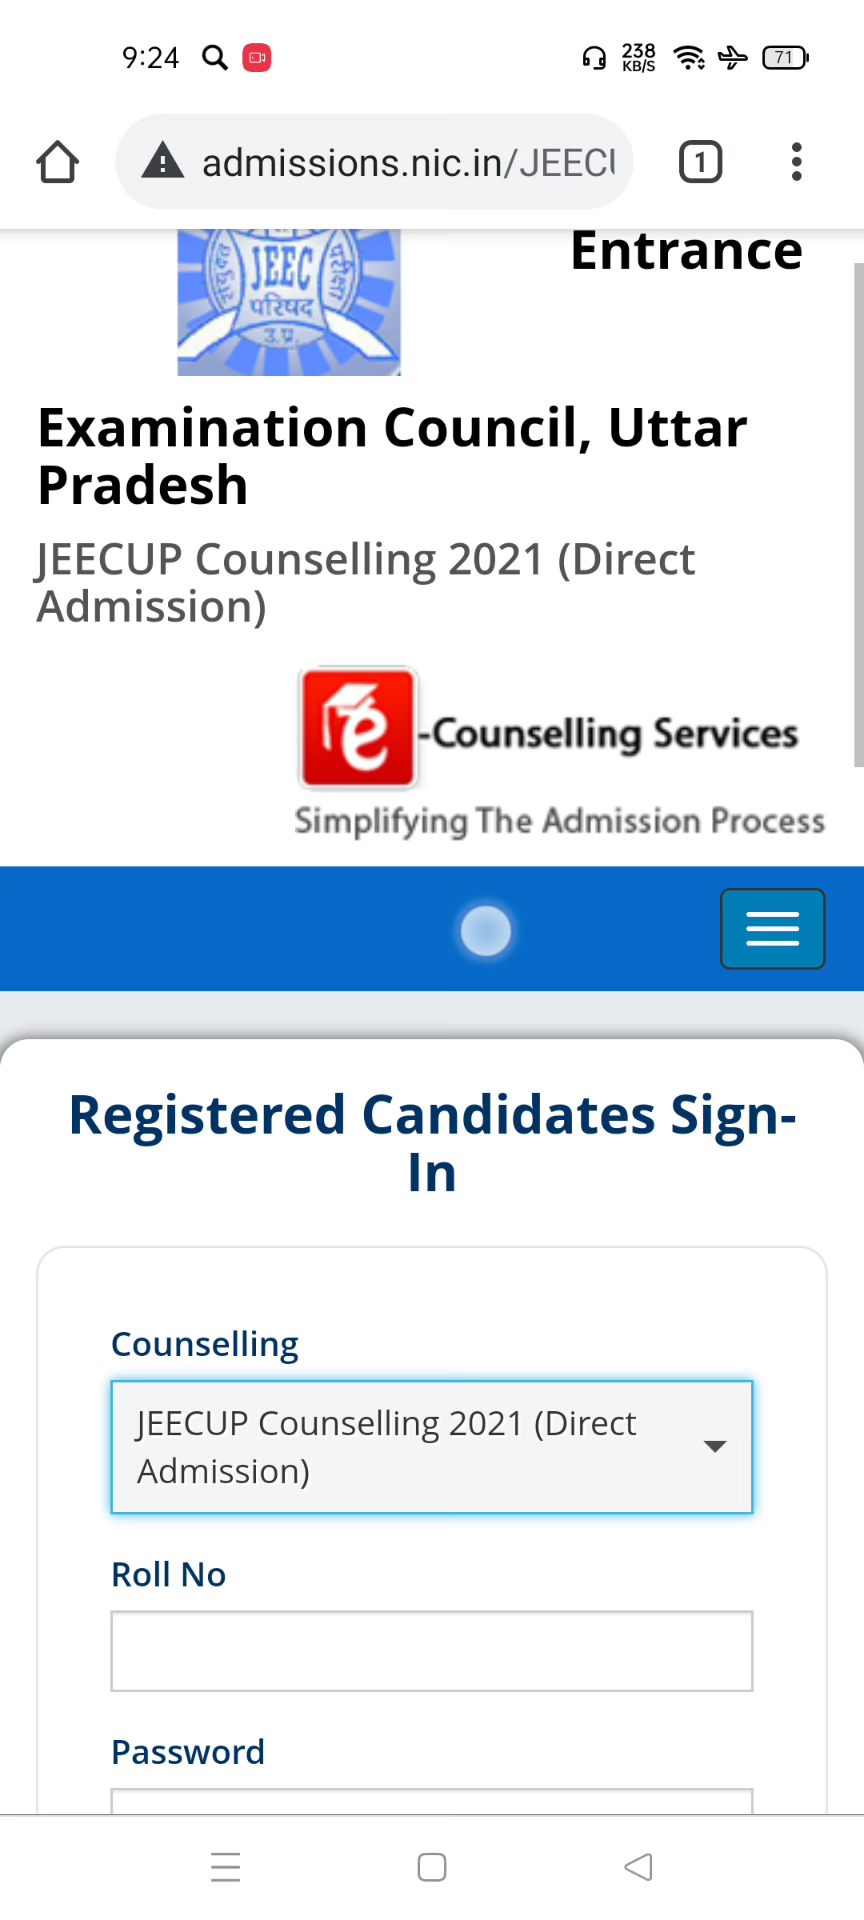 9:24
238
KB/S
71
admissions.nic.in/JEECU
1
संयुक्त
JEEC
परीक्षा
परिषद
उ.प्र.
Entrance
Examination Council, Uttar
Pradesh
JEECUP Counselling 2021 (Direct
Admission)
e-Counselling Services
Simplifying The Admission Process
Registered Candidates Sign-
In
Counselling
JEECUP Counselling 2021 (Direct
Admission)
Roll No
Password